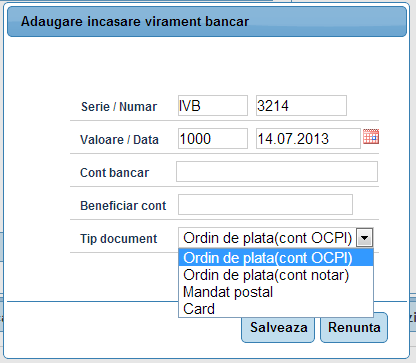 Adaugare incasare virament bancar
Serie / Numar IVB 3214
Valoare / Data 1000 14.07.2013
Cont bancar
Beneficiar cont
Tip document Ordin de plata(cont OCPI)
Ordin de plata(cont OCPI)
Ordin de plata(cont notar)
Mandat postal
Card
Salveaza Renunta